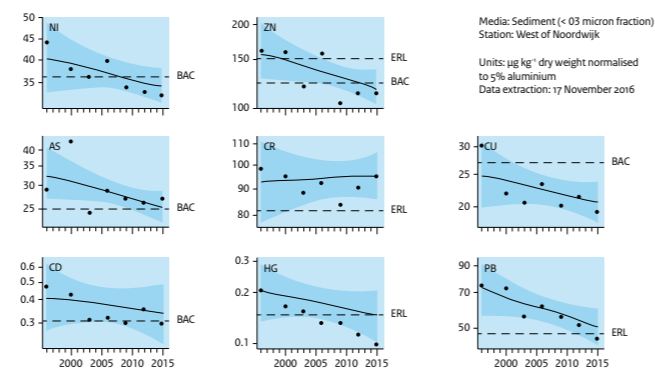 NI
50
45
40
35
BAC
ZN
200
150
100
ERL
BAC
Media: Sediment (< 03 micron fraction)
Station: West of Noordwijk
Units: µg kg⁻¹ dry weight normalised
to 5% aluminium
Data extraction: 17 November 2016
AS
40
35
30
25
BAC
CR
110
100
90
80
ERL
CU
30
25
20
BAC
CD
0.6
0.5
0.4
0.3
BAC
2000 2005 2010 2015
HG
0.3
0.2
0.1
ERL
2000 2005 2010 2015
PB
90
70
50
ERL
2000 2005 2010 2015